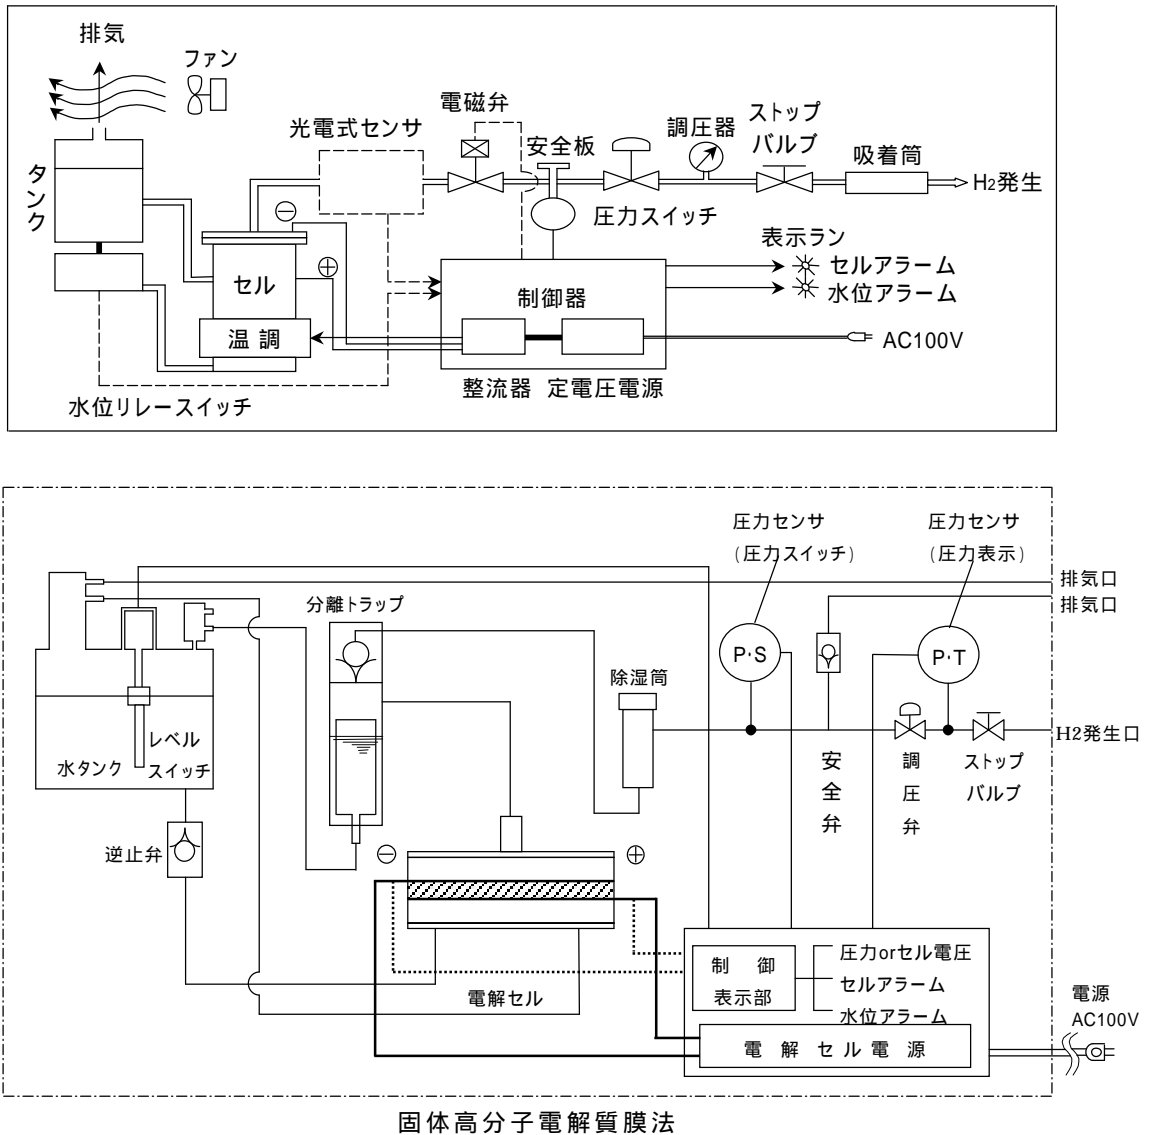 排気
ファン
電磁弁
光電式センサ
安全板
調圧器
ストップ
バルブ
吸着筒
H2発生
タンク
圧力スイッチ
表示ラン
セルアラーム
水位アラーム
⊖
⊕
セル
温 調
制御器
AC100V
整流器 定電圧電源
水位リレースイッチ
圧力センサ
(圧力スイッチ)
圧力センサ
(圧力表示)
排気口
排気口
分離トラップ
P·S
P·T
除湿筒
H2発生口
レベル
スイッチ
水タンク
安全弁
調圧弁
ストップ
バルブ
逆止弁
⊖
⊕
電解セル
制 御
表示部
圧力orセル電圧
セルアラーム
水位アラーム
電 解 セ ル 電 源
電源
AC100V
固体高分子電解質膜法